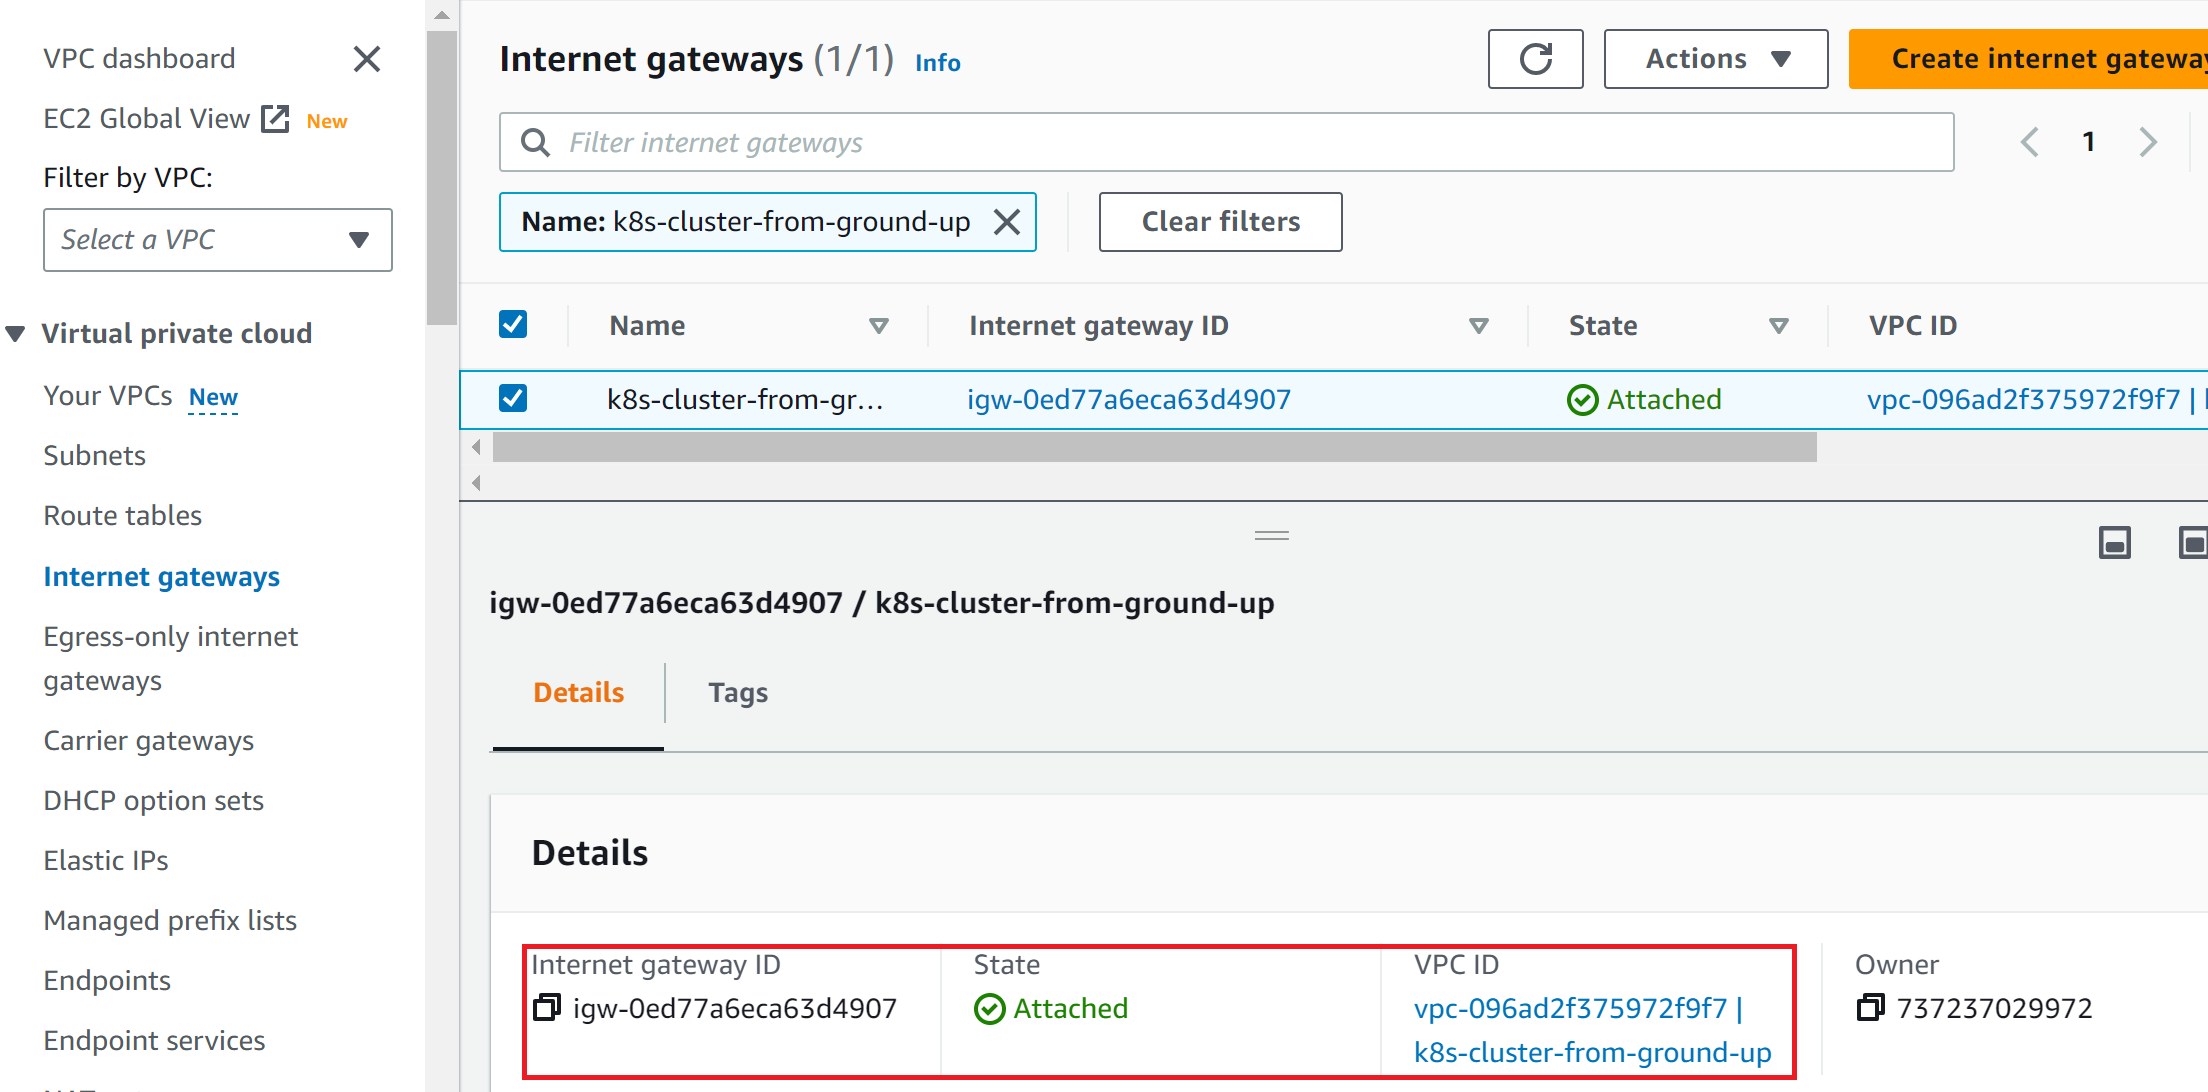 VPC dashboard
EC2 Global View New
Filter by VPC:
Select a VPC
Virtual private cloud
Your VPCs New
Subnets
Route tables
Internet gateways
Egress-only internet
gateways
Carrier gateways
DHCP option sets
Elastic IPs
Managed prefix lists
Endpoints
Endpoint services
Internet gateways (1/1) Info
Actions
Create internet gateway
Filter internet gateways
1
Name: k8s-cluster-from-ground-up
Clear filters
Name Internet gateway ID State VPC ID
k8s-cluster-from-gr... igw-0ed77a6eca63d4907 Attached vpc-096ad2f375972f9f7 |
igw-0ed77a6eca63d4907 / k8s-cluster-from-ground-up
Details Tags
Details
Internet gateway ID
igw-0ed77a6eca63d4907
State
Attached
VPC ID
vpc-096ad2f375972f9f7 |
k8s-cluster-from-ground-up
Owner
737237029972